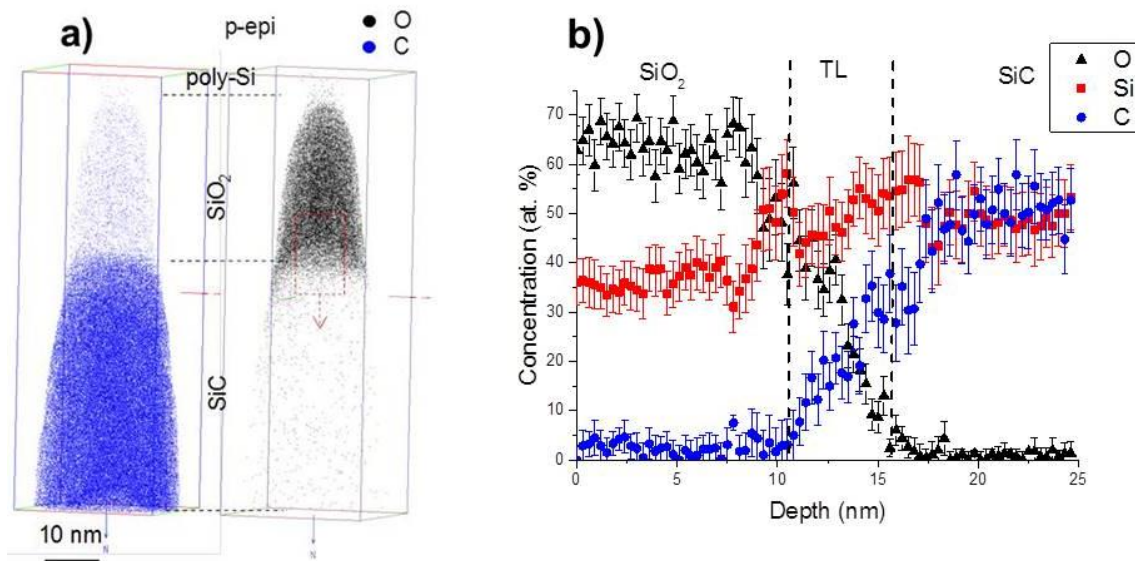 a)
p-epi
O
C
poly-Si
SiO₂
SiC
10 nm
N
N
b)
SiO₂
TL
SiC
O
Si
C
Concentration (at. %)
70
60
50
40
30
20
10
0
0
5
10
15
20
25
Depth (nm)